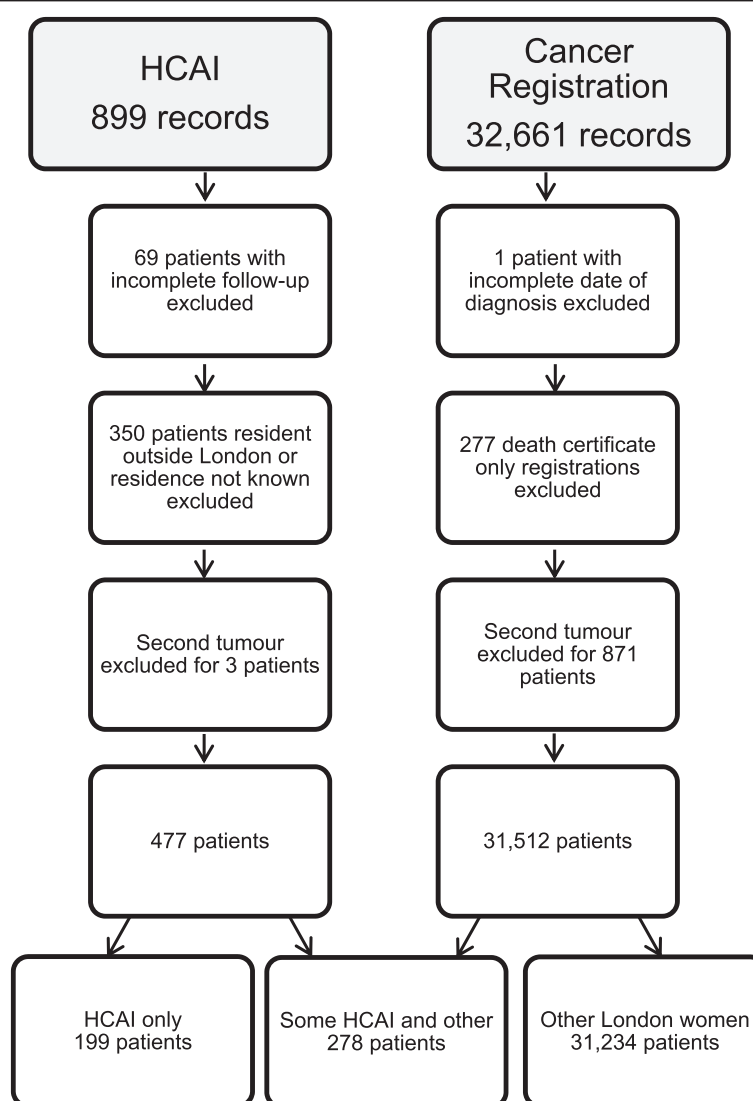 HCAI
899 records
Cancer
Registration
32,661 records
69 patients with
incomplete follow-up
excluded
1 patient with
incomplete date of
diagnosis excluded
350 patients resident
outside London or
residence not known
excluded
277 death certificate
only registrations
excluded
Second tumour
excluded for 3 patients
Second tumour
excluded for 871
patients
477 patients
31,512 patients
HCAI only
199 patients
Some HCAI and other
278 patients
Other London women
31,234 patients